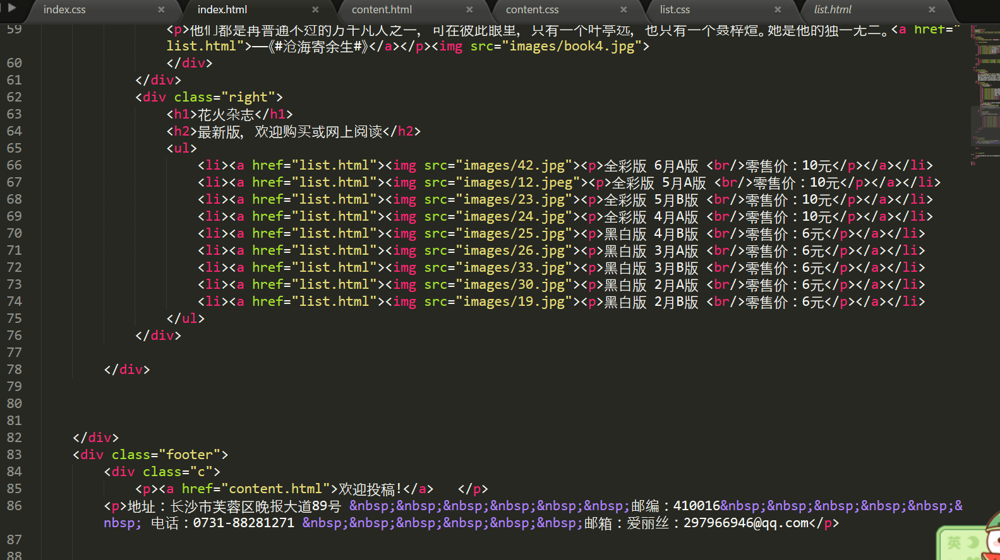 index.css × index.html × content.html × content.css × list.css × list.html ×
59 <p>他们都是再普通不过的万千凡人之一，可在彼此眼里，只有一个叶亭远，也只有一个聂梓煊。她是他的独一无二。<a href="
list.html">——《#沧海寄余生#》</a></p><img src="images/book4.jpg">
60 </div>
61 </div>
62 <div class="right">
63 <h1>花火杂志</h1>
64 <h2>最新版，欢迎购买或网上阅读</h2>
65 <ul>
66 <li><a href="list.html"><img src="images/42.jpg"><p>全彩版 6月A版 <br/>零售价：10元</p></a></li>
67 <li><a href="list.html"><img src="images/12.jpeg"><p>全彩版 5月A版 <br/>零售价：10元</p></a></li>
68 <li><a href="list.html"><img src="images/23.jpg"><p>全彩版 5月B版 <br/>零售价：10元</p></a></li>
69 <li><a href="list.html"><img src="images/24.jpg"><p>全彩版 4月A版 <br/>零售价：10元</p></a></li>
70 <li><a href="list.html"><img src="images/25.jpg"><p>黑白版 4月B版 <br/>零售价：6元</p></a></li>
71 <li><a href="list.html"><img src="images/26.jpg"><p>黑白版 3月A版 <br/>零售价：6元</p></a></li>
72 <li><a href="list.html"><img src="images/33.jpg"><p>黑白版 3月B版 <br/>零售价：6元</p></a></li>
73 <li><a href="list.html"><img src="images/30.jpg"><p>黑白版 2月A版 <br/>零售价：6元</p></a></li>
74 <li><a href="list.html"><img src="images/19.jpg"><p>黑白版 2月B版 <br/>零售价：6元</p></a></li>
75 </ul>
76 </div>
77
78 </div>
79
80
81
82 </div>
83 <div class="footer">
84 <div class="c">
85 <p><a href="content.html">欢迎投稿!</a> </p>
86 <p>地址：长沙市芙蓉区晚报大道89号 &nbsp;&nbsp;&nbsp;&nbsp;&nbsp;&nbsp;邮编：410016&nbsp;&nbsp;&nbsp;&nbsp;&nbsp;&
nbsp; 电话：0731-88281271 &nbsp;&nbsp;&nbsp;&nbsp;&nbsp;&nbsp;邮箱：爱丽丝：297966946@qq.com</p>
87
88
英